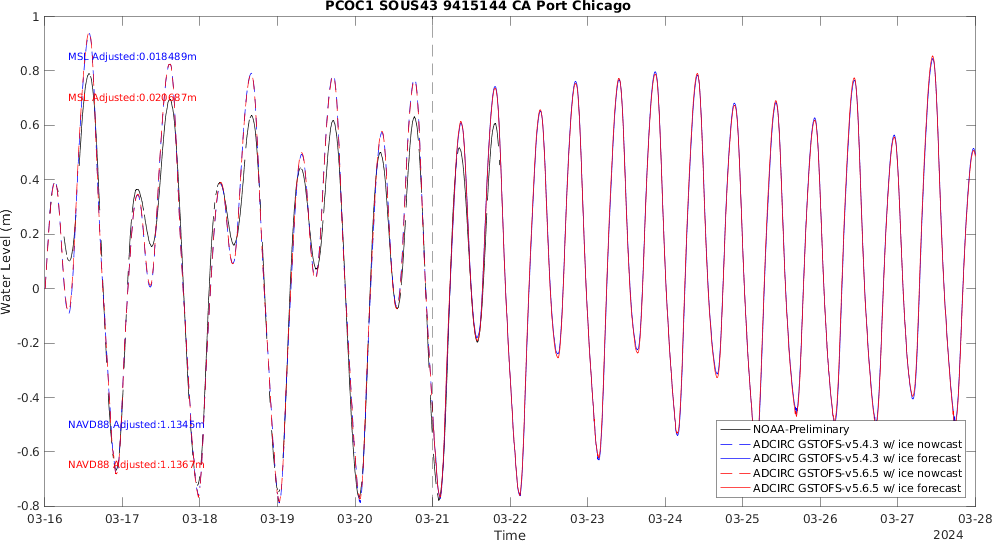 PCOC1 SOUS43 9415144 CA Port Chicago
1
0.8
0.6
0.4
0.2
0
-0.2
-0.4
-0.6
-0.8
Water Level (m)
MSL Adjusted:0.018489m
MSL Adjusted:0.020687m
NAVD88 Adjusted:1.1345m
NAVD88 Adjusted:1.1367m
NOAA-Preliminary
ADCIRC GSTOFS-v5.4.3 w/ ice nowcast
ADCIRC GSTOFS-v5.4.3 w/ ice forecast
ADCIRC GSTOFS-v5.6.5 w/ ice nowcast
ADCIRC GSTOFS-v5.6.5 w/ ice forecast
03-16 03-17 03-18 03-19 03-20 03-21 03-22 03-23 03-24 03-25 03-26 03-27 03-28
Time
2024